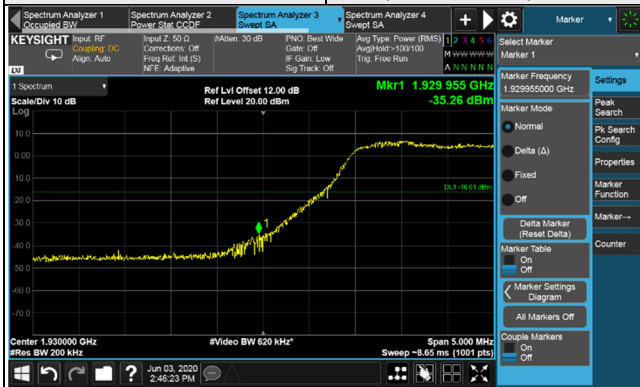 Spectrum Analyzer 1
Occupied BW
Spectrum Analyzer 2
Power Stat CCDF
Spectrum Analyzer 3
Swept SA
Spectrum Analyzer 4
Swept SA
+
Marker
KEYSIGHT
Input: RF
Coupling: DC
Align: Auto
LXI
Input Z: 50 Ω
Corrections: Off
Freq Ref: Int (S)
NFE: Adaptive
#Atten: 30 dB
PNO: Best Wide
Gate: Off
IF Gain: Low
Sig Track: Off
Avg Type: Power (RMS)
Avg|Hold:>100/100
Trig: Free Run
1 2 3 4 5 6
M W W W W W
A N N N N N
Select Marker
Marker 1
1 Spectrum
Scale/Div 10 dB
Log
Ref Lvl Offset 12.00 dB
Ref Level 20.00 dBm
Mkr1 1.929 955 GHz
-35.26 dBm
10.0
0.00
-10.0
-20.0
-30.0
-40.0
-50.0
-60.0
-70.0
DL1 -16.01 dBm
1
Center 1.930000 GHz
#Res BW 200 kHz
#Video BW 620 kHz*
Span 5.000 MHz
Sweep ~8.65 ms (1001 pts)
Marker Frequency
1.929955000 GHz
Marker Mode
Normal
Delta (Δ)
Fixed
Off
Delta Marker
(Reset Delta)
Marker Table
On
Off
Marker Settings
Diagram
All Markers Off
Couple Markers
On
Off
Settings
Peak
Search
Pk Search
Config
Properties
Marker
Function
Marker→
Counter
?
Jun 03, 2020
2:46:23 PM